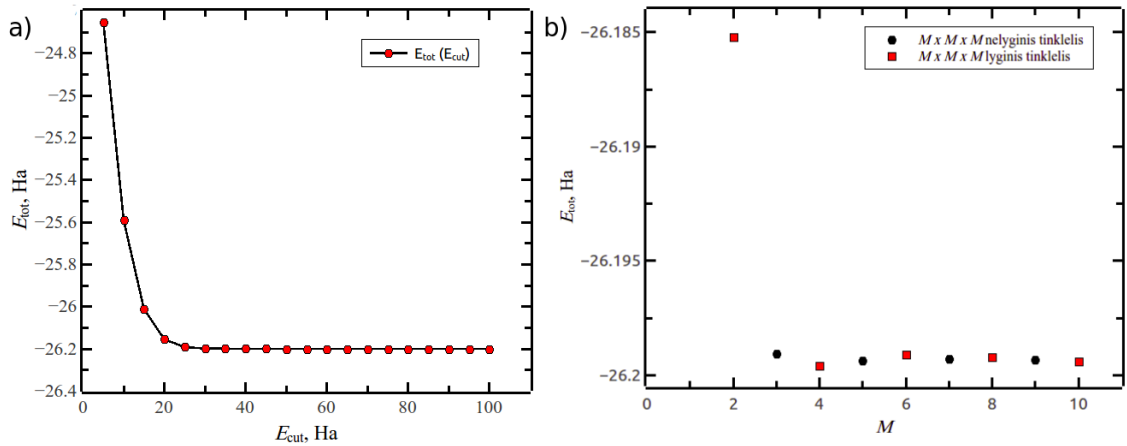 a)
E_tot, Ha
−24.8
−25
−25.2
−25.4
−25.6
−25.8
−26
−26.2
−26.4
E_tot (E_cut)
0
20
40
60
80
100
E_cut, Ha
b)
E_tot, Ha
−26.185
−26.19
−26.195
−26.2
M x M x M nelyginis tinklelis
M x M x M lyginis tinklelis
0
2
4
6
8
10
M